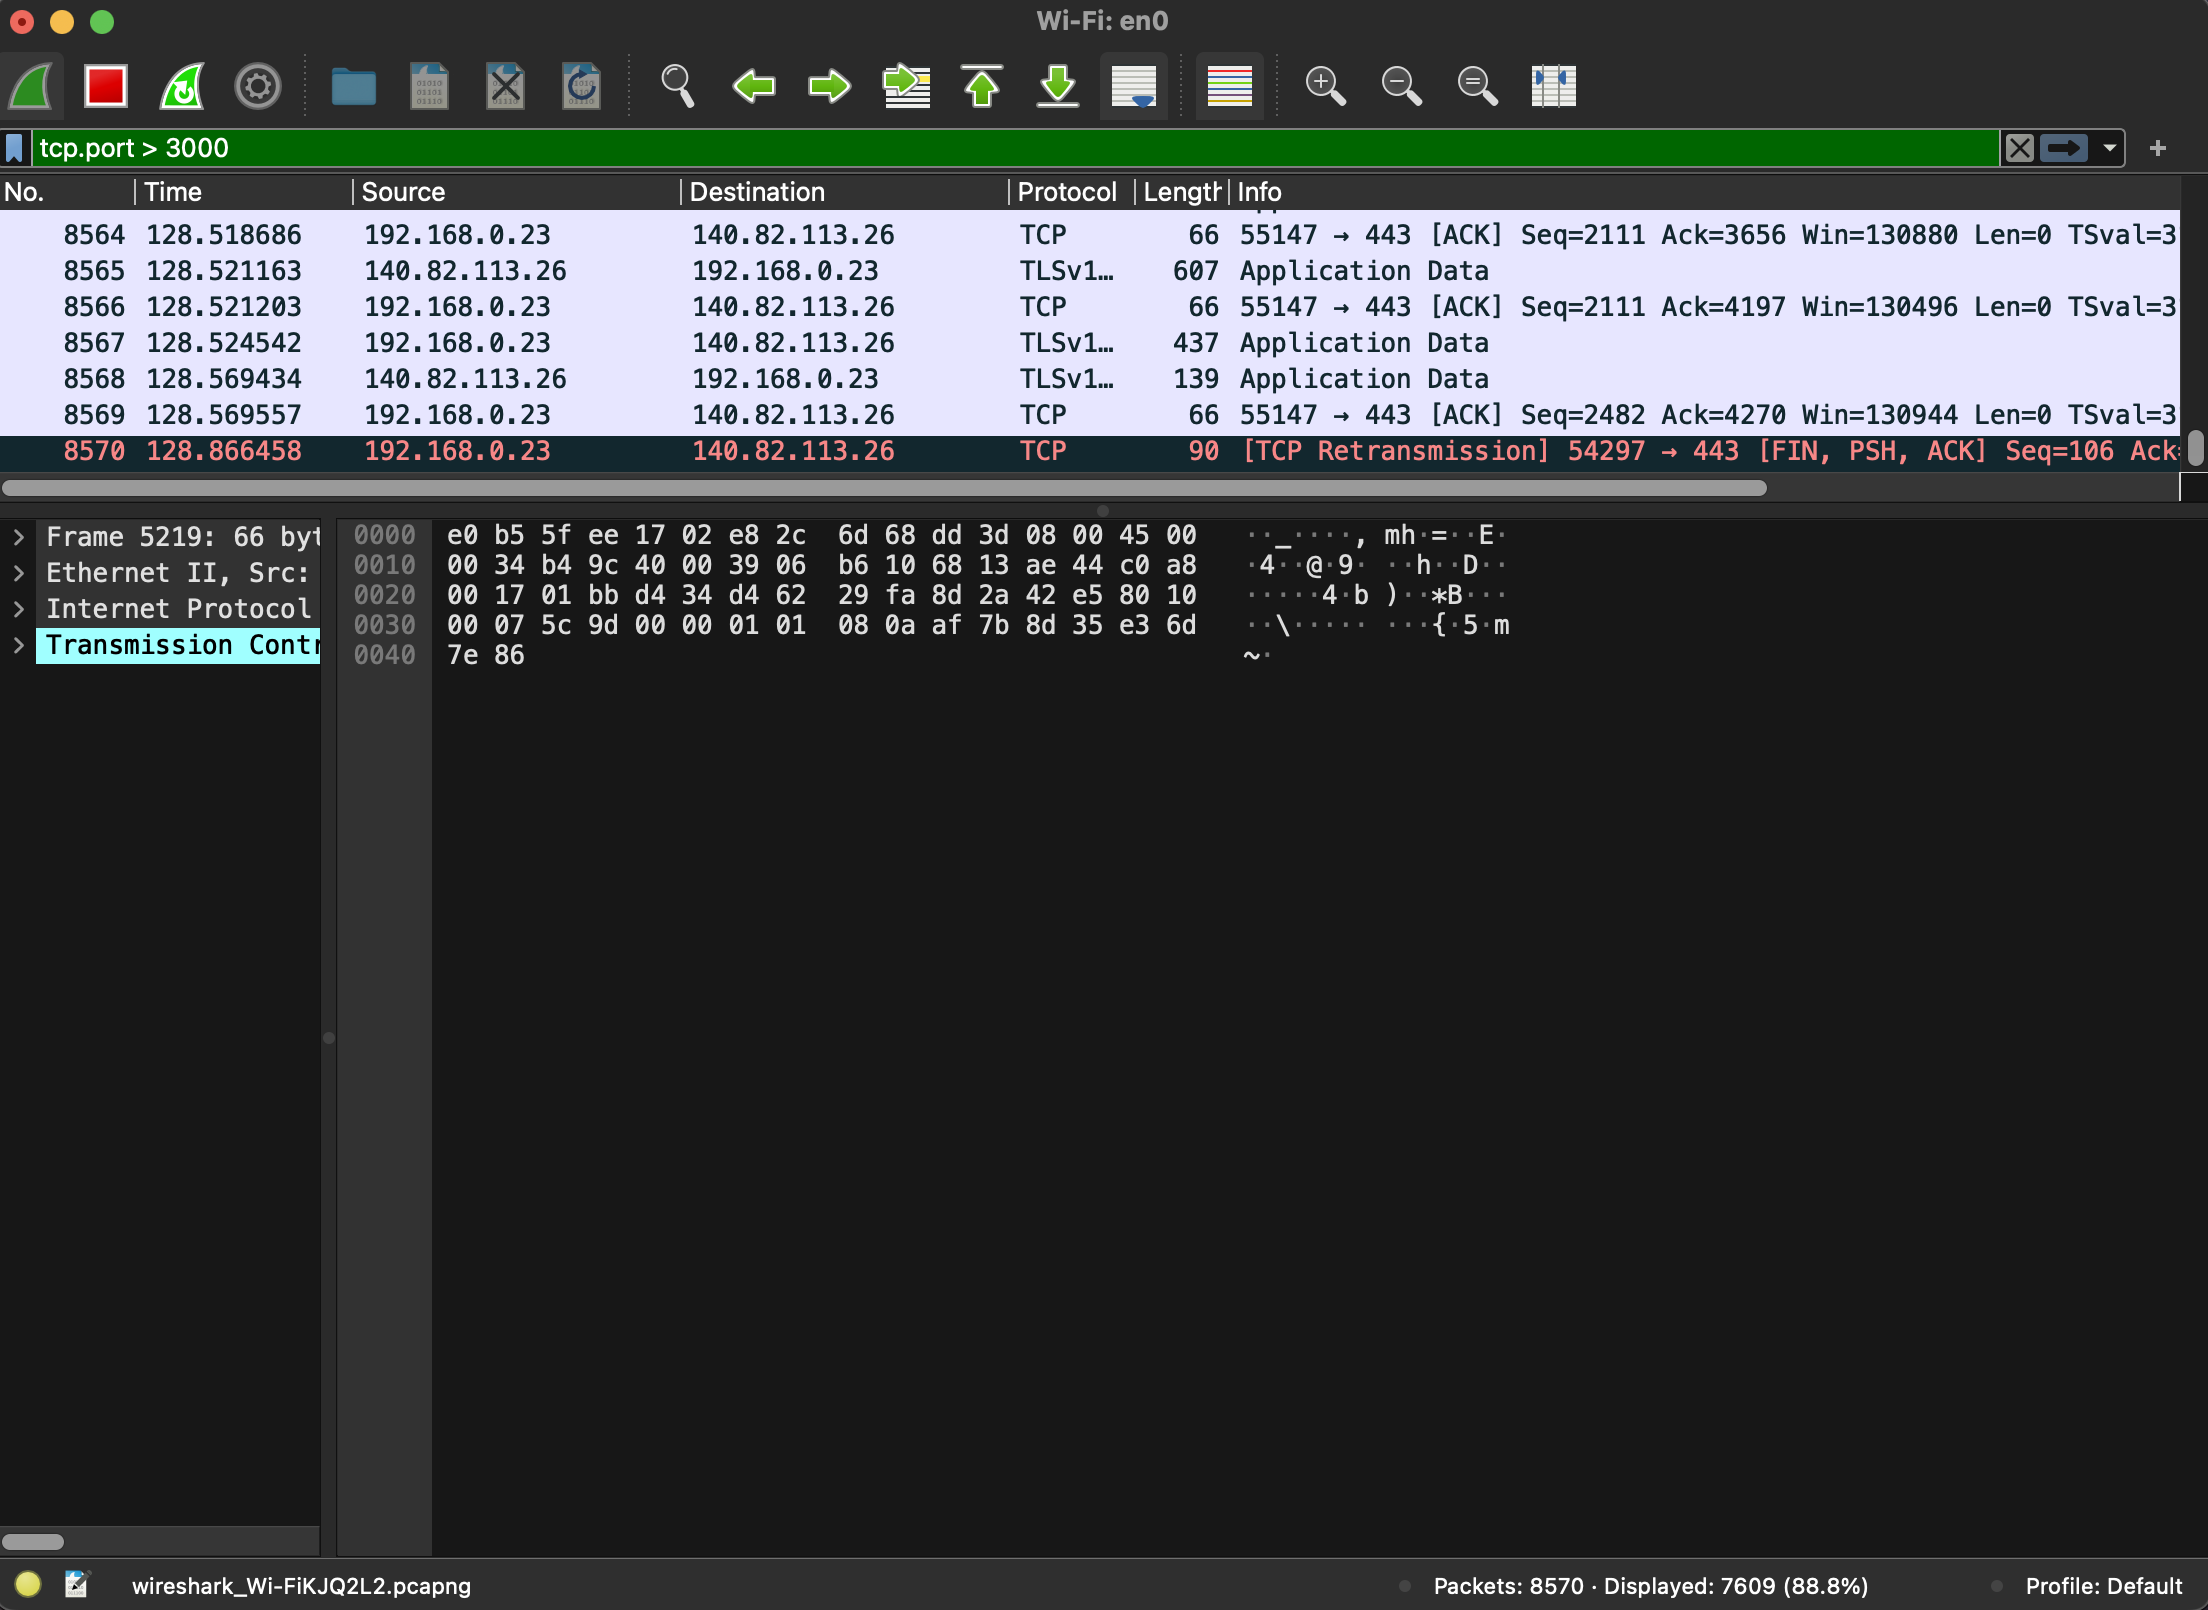 Wi-Fi: en0
tcp.port > 3000
No. Time Source Destination Protocol Length Info
8564 128.518686 192.168.0.23 140.82.113.26 TCP 66 55147 → 443 [ACK] Seq=2111 Ack=3656 Win=130880 Len=0 TSval=3
8565 128.521163 140.82.113.26 192.168.0.23 TLSv1… 607 Application Data
8566 128.521203 192.168.0.23 140.82.113.26 TCP 66 55147 → 443 [ACK] Seq=2111 Ack=4197 Win=130496 Len=0 TSval=3
8567 128.524542 192.168.0.23 140.82.113.26 TLSv1… 437 Application Data
8568 128.569434 140.82.113.26 192.168.0.23 TLSv1… 139 Application Data
8569 128.569557 192.168.0.23 140.82.113.26 TCP 66 55147 → 443 [ACK] Seq=2482 Ack=4270 Win=130944 Len=0 TSval=3
8570 128.866458 192.168.0.23 140.82.113.26 TCP 90 [TCP Retransmission] 54297 → 443 [FIN, PSH, ACK] Seq=106 Ack=
Frame 5219: 66 byt
Ethernet II, Src:
Internet Protocol
Transmission Contr
0000 e0 b5 5f ee 17 02 e8 2c 6d 68 dd 3d 08 00 45 00 ··_····, mh·=··E·
0010 00 34 b4 9c 40 00 39 06 b6 10 68 13 ae 44 c0 a8 ·4··@·9· ··h··D··
0020 00 17 01 bb d4 34 d4 62 29 fa 8d 2a 42 e5 80 10 ·····4·b )··*B···
0030 00 07 5c 9d 00 00 01 01 08 0a af 7b 8d 35 e3 6d ··\····· ···{·5·m
0040 7e 86 ~·
wireshark_Wi-FiKJQ2L2.pcapng
Packets: 8570 · Displayed: 7609 (88.8%)
Profile: Default